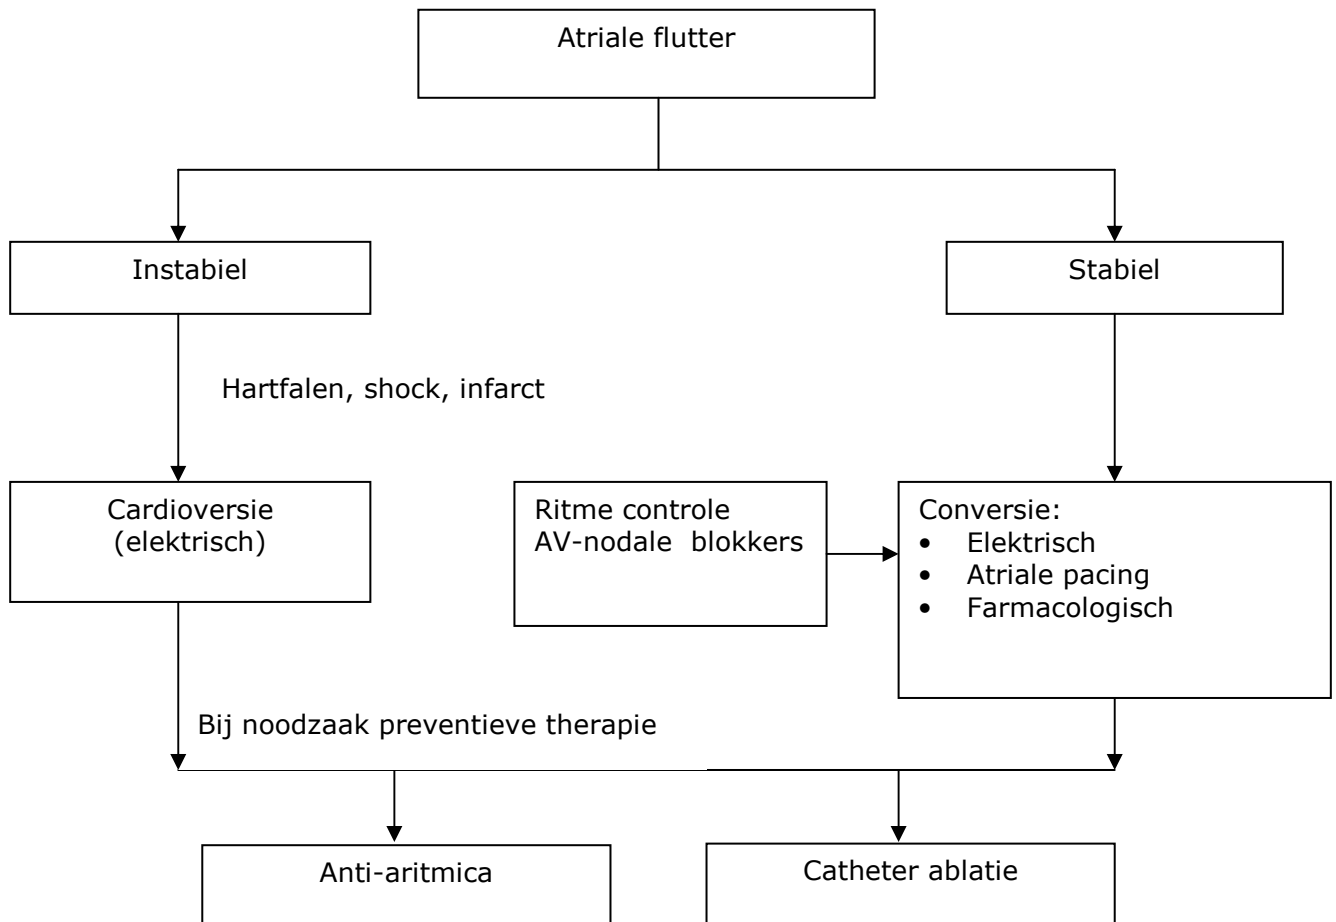 Atriale flutter
Instabiel
Stabiel
Hartfalen, shock, infarct
Cardioversie
(elektrisch)
Ritme controle
AV-nodale blokkers
Conversie:
• Elektrisch
• Atriale pacing
• Farmacologisch
Bij noodzaak preventieve therapie
Anti-aritmica
Catheter ablatie